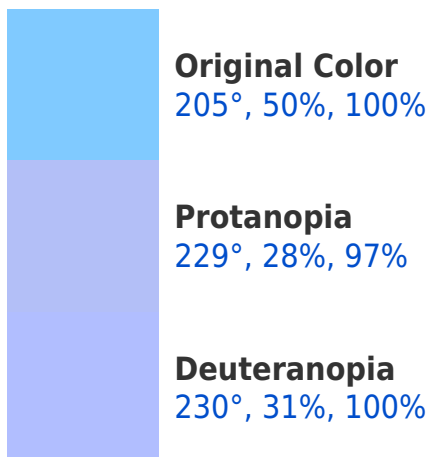 Original Color
205°, 50%, 100%
Protanopia
229°, 28%, 97%
Deuteranopia
230°, 31%, 100%